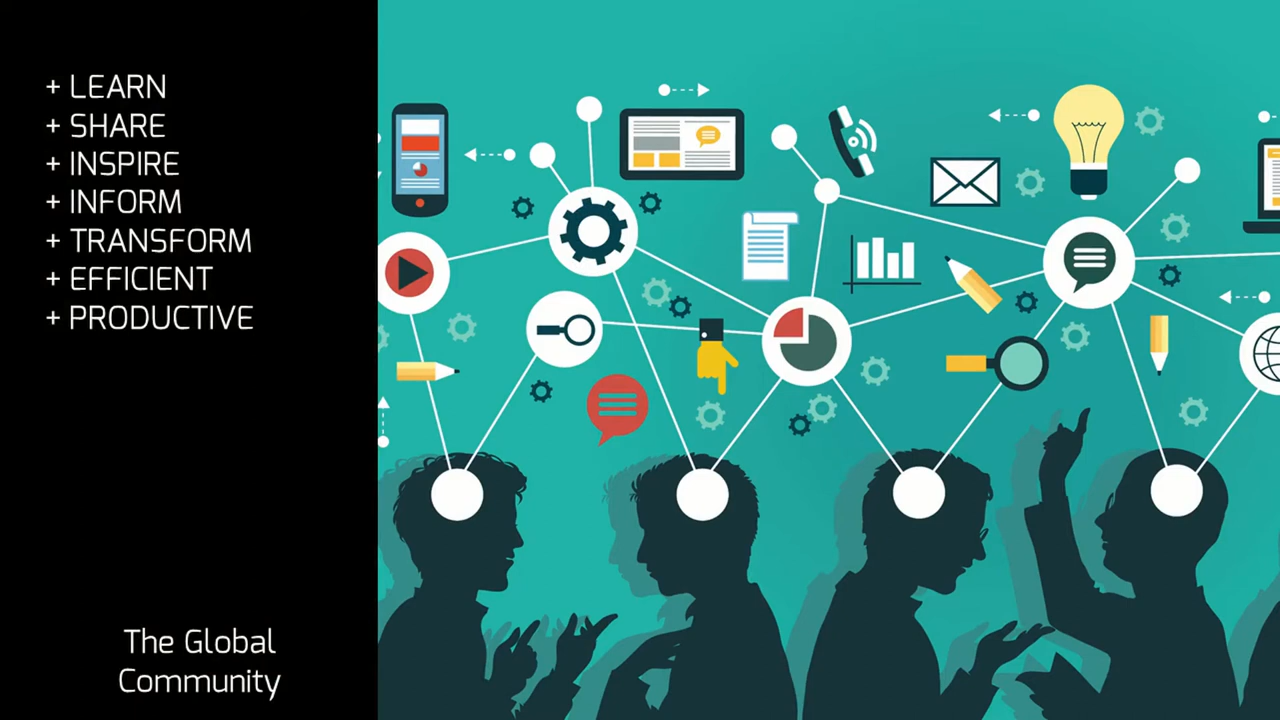 + LEARN
+ SHARE
+ INSPIRE
+ INFORM
+ TRANSFORM
+ EFFICIENT
+ PRODUCTIVE
The Global
Community